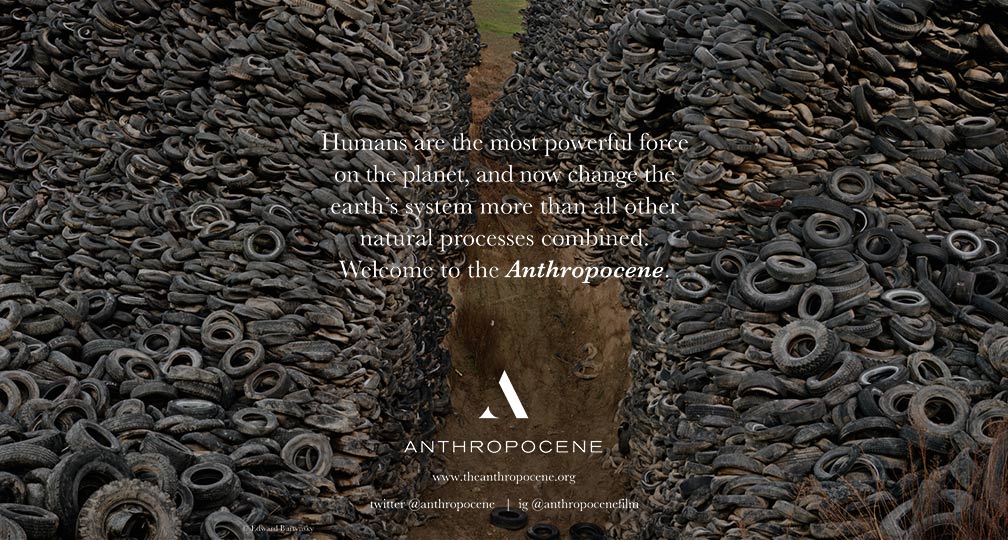 Humans are the most powerful force
on the planet, and now change the
earth's system more than all other
natural processes combined.
Welcome to the Anthropocene.
ANTHROPOCENE
www.theanthropocene.org
twitter @anthropocene | ig @anthropocenefilm
© Edward Burtynsky